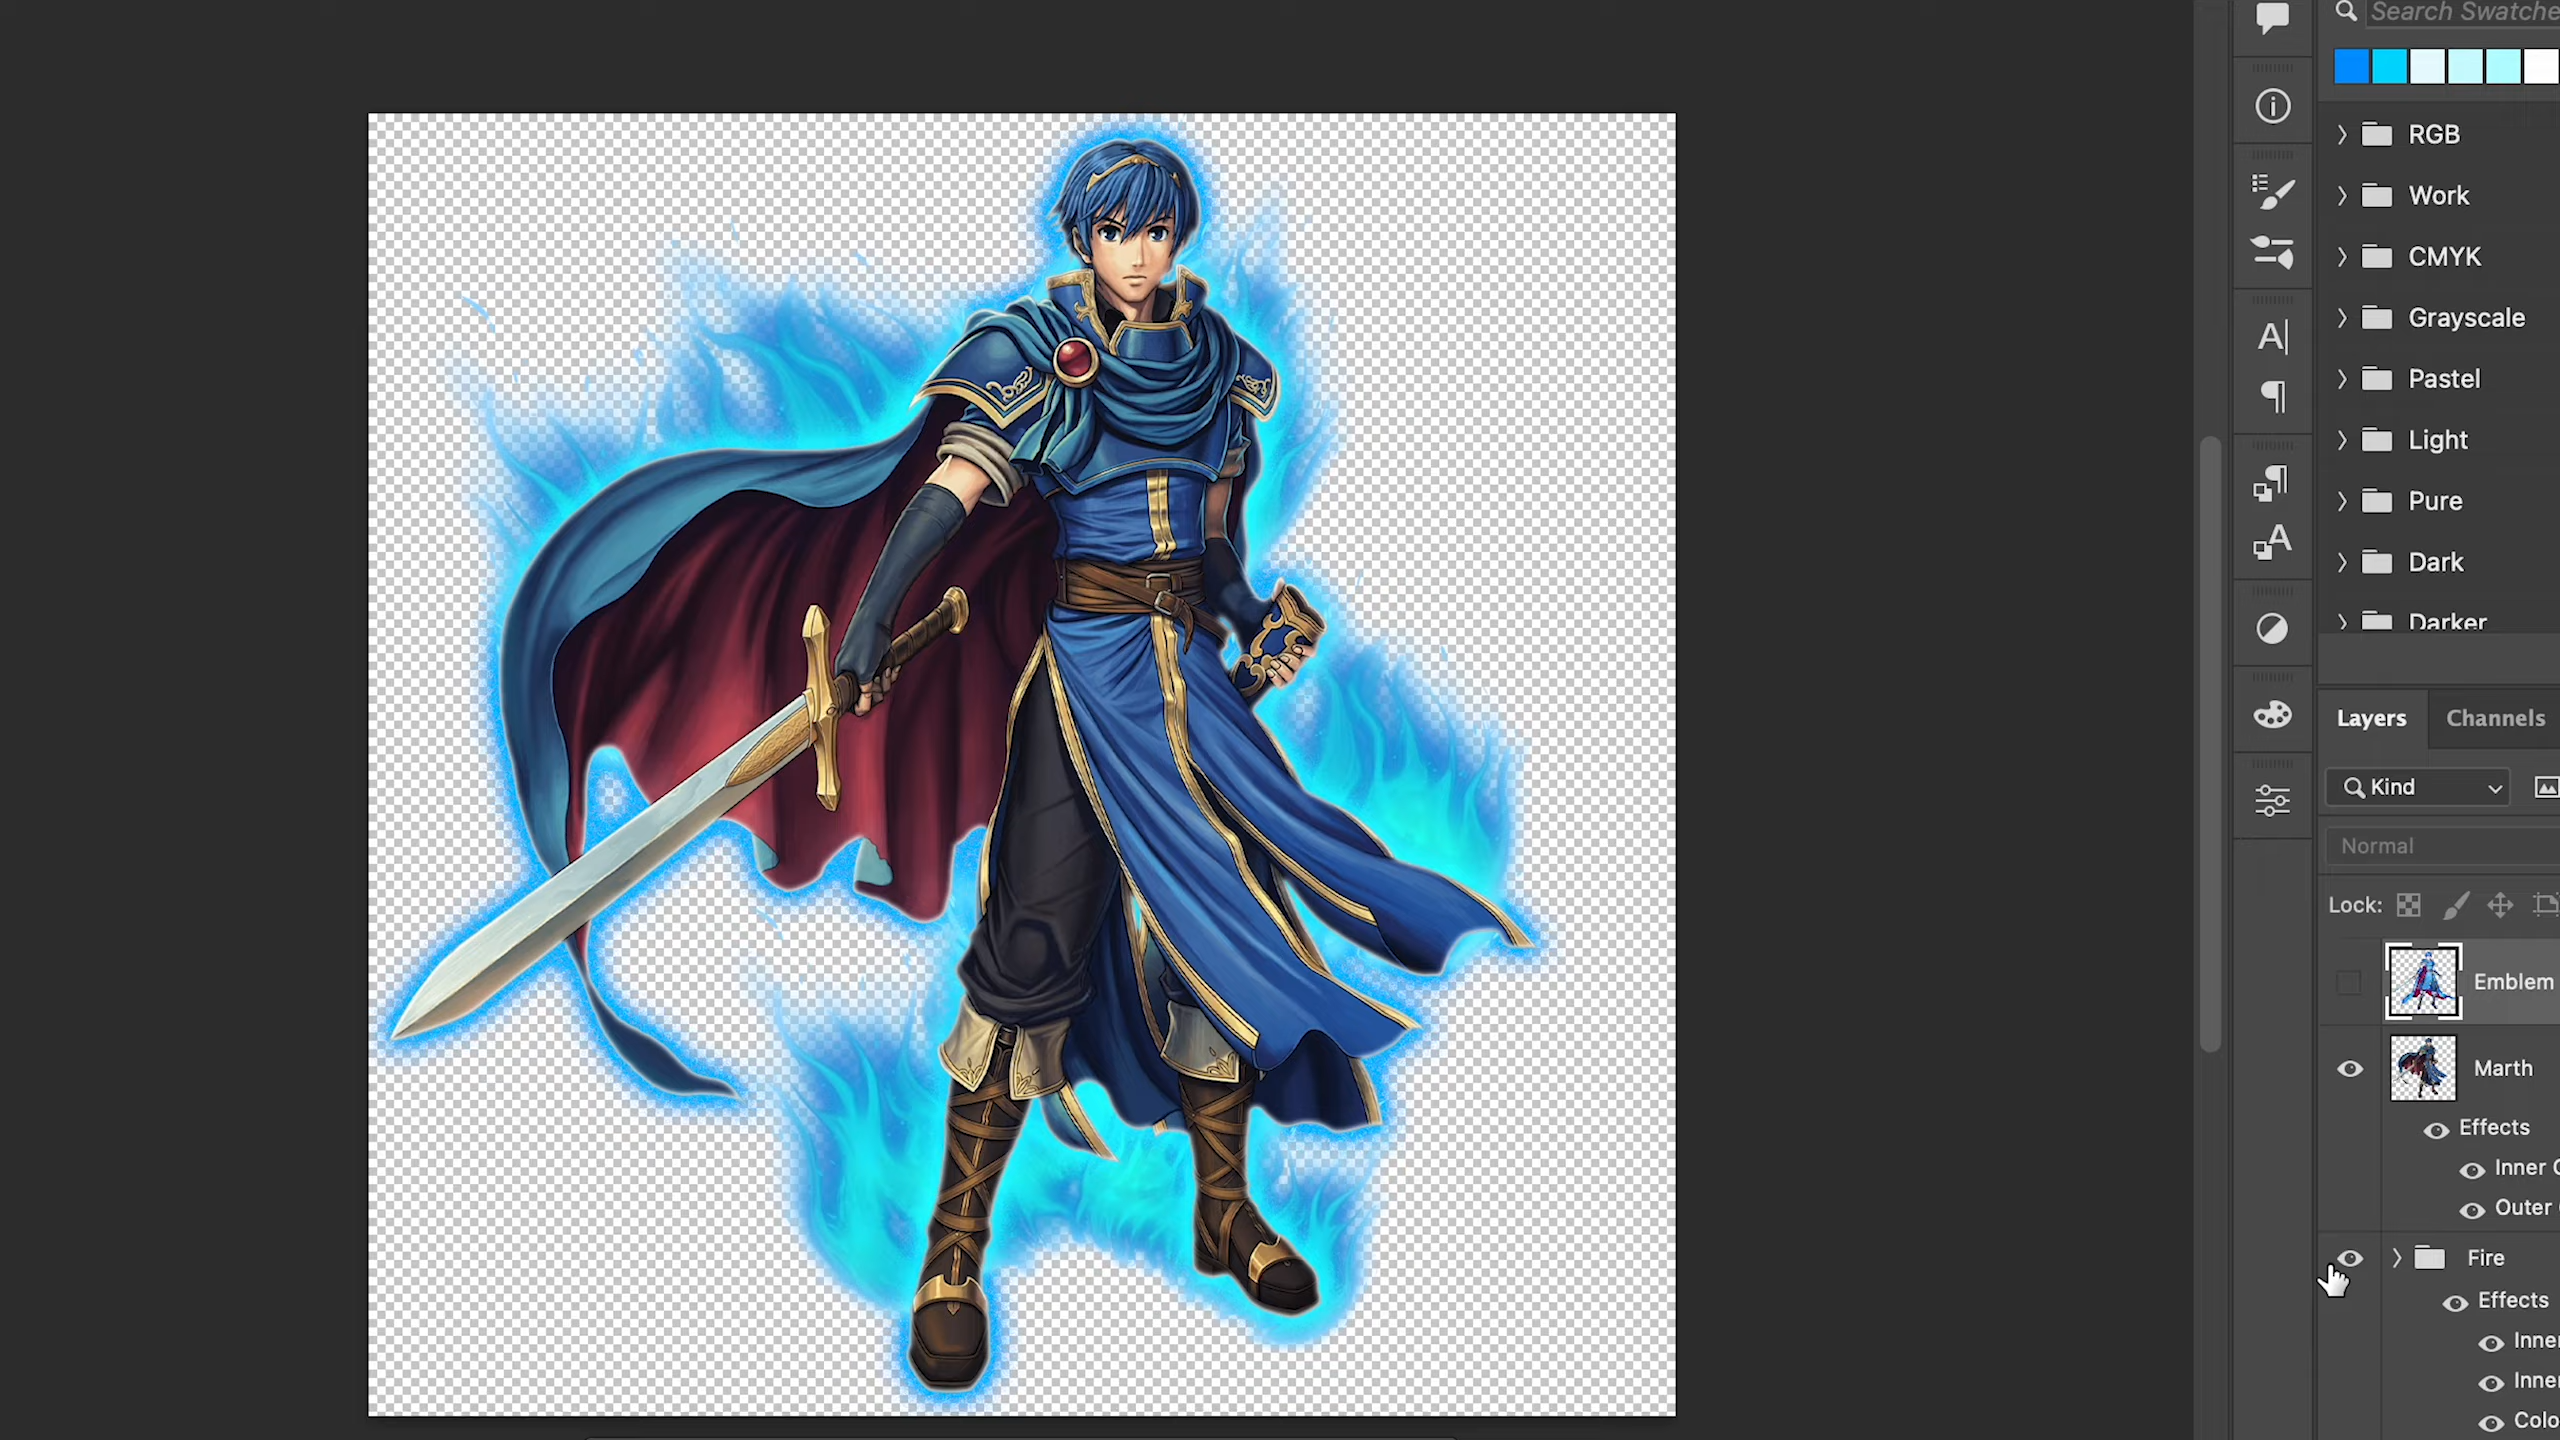 Search Swatche
RGB
Work
CMYK
Grayscale
Pastel
Light
Pure
Dark
Darker
Layers
Channels
Kind
Normal
Lock:
Emblem
Marth
Effects
Inner
Outer
Fire
Effects
Inne
Inne
Colo